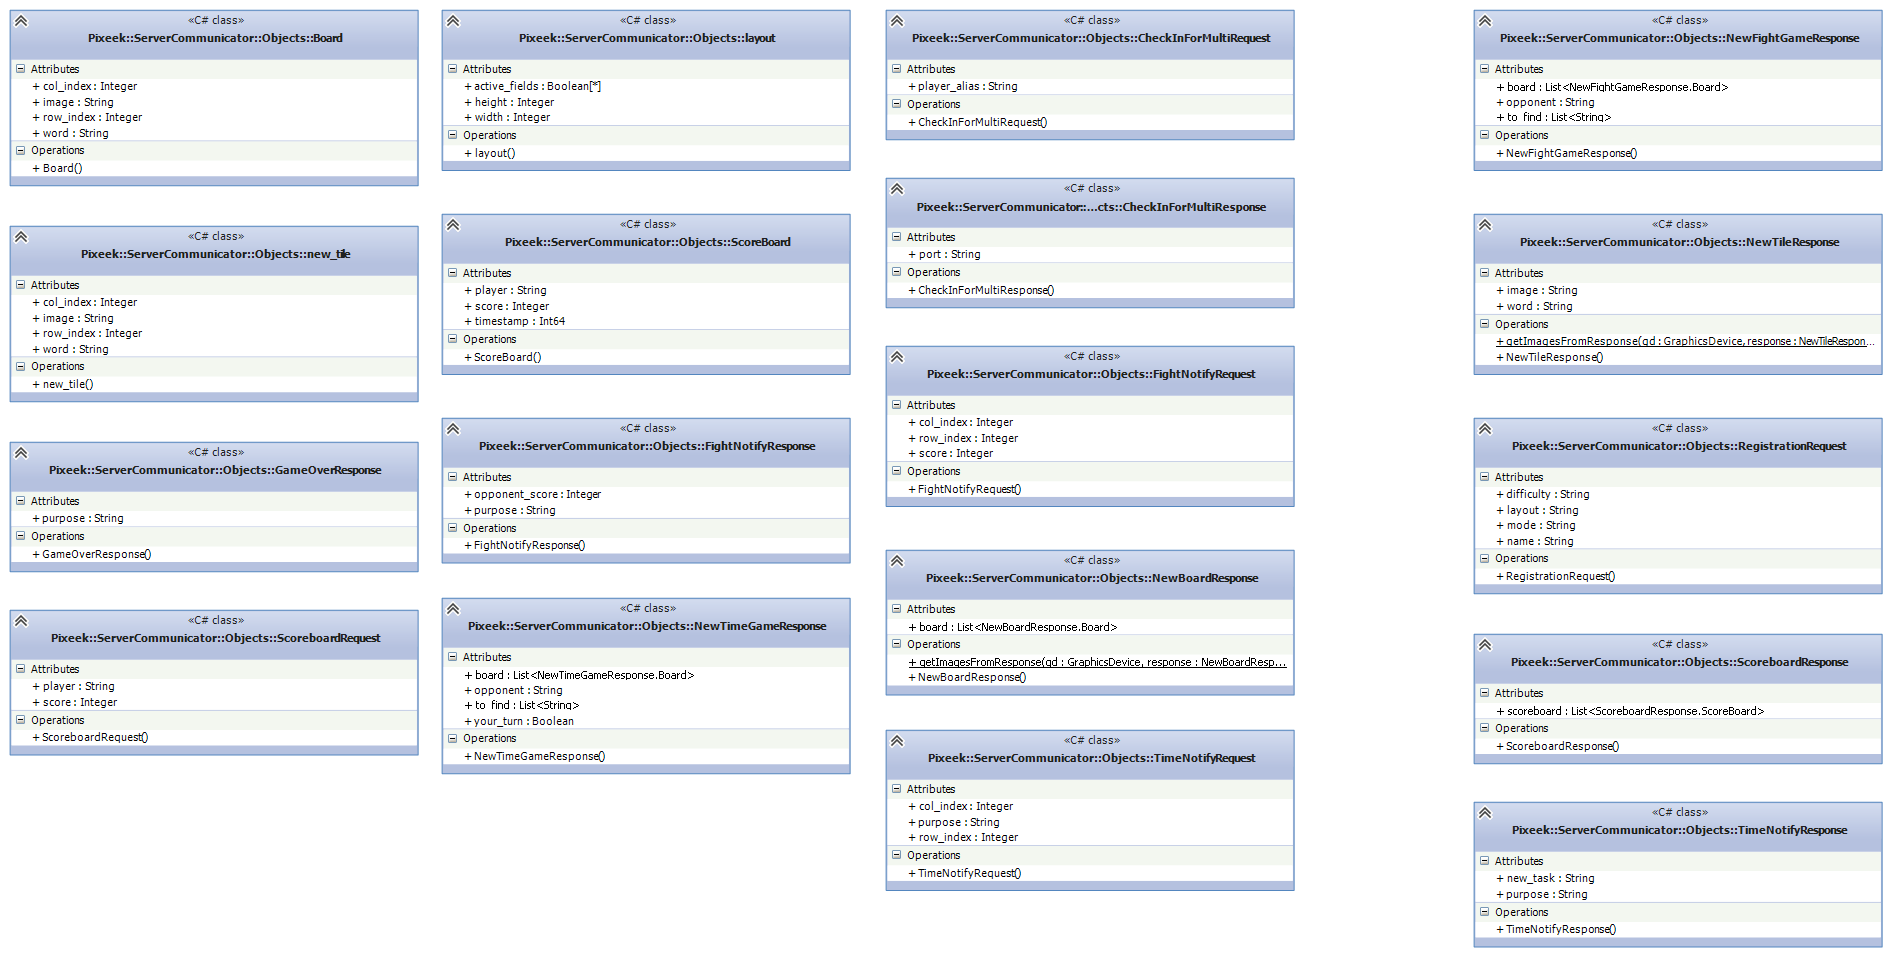 «C# class»
Pixeek::ServerCommunicator::Objects::Board
Attributes
+ col_index : Integer
+ image : String
+ row_index : Integer
+ word : String
Operations
+ Board()
«C# class»
Pixeek::ServerCommunicator::Objects::new_tile
Attributes
+ col_index : Integer
+ image : String
+ row_index : Integer
+ word : String
Operations
+ new_tile()
«C# class»
Pixeek::ServerCommunicator::Objects::GameOverResponse
Attributes
+ purpose : String
Operations
+ GameOverResponse()
«C# class»
Pixeek::ServerCommunicator::Objects::ScoreboardRequest
Attributes
+ player : String
+ score : Integer
Operations
+ ScoreboardRequest()
«C# class»
Pixeek::ServerCommunicator::Objects::layout
Attributes
+ active_fields : Boolean[*]
+ height : Integer
+ width : Integer
Operations
+ layout()
«C# class»
Pixeek::ServerCommunicator::Objects::ScoreBoard
Attributes
+ player : String
+ score : Integer
+ timestamp : Int64
Operations
+ ScoreBoard()
«C# class»
Pixeek::ServerCommunicator::Objects::FightNotifyResponse
Attributes
+ opponent_score : Integer
+ purpose : String
Operations
+ FightNotifyResponse()
«C# class»
Pixeek::ServerCommunicator::Objects::NewTimeGameResponse
Attributes
+ board : List<NewTimeGameResponse.Board>
+ opponent : String
+ to_find : List<String>
+ your_turn : Boolean
Operations
+ NewTimeGameResponse()
«C# class»
Pixeek::ServerCommunicator::Objects::CheckInForMultiRequest
Attributes
+ player_alias : String
Operations
+ CheckInForMultiRequest()
«C# class»
Pixeek::ServerCommunicator::...cts::CheckInForMultiResponse
Attributes
+ port : String
Operations
+ CheckInForMultiResponse()
«C# class»
Pixeek::ServerCommunicator::Objects::FightNotifyRequest
Attributes
+ col_index : Integer
+ row_index : Integer
+ score : Integer
Operations
+ FightNotifyRequest()
«C# class»
Pixeek::ServerCommunicator::Objects::NewBoardResponse
Attributes
+ board : List<NewBoardResponse.Board>
Operations
+ getImagesFromResponse(gd : GraphicsDevice, response : NewBoardResp...
+ NewBoardResponse()
«C# class»
Pixeek::ServerCommunicator::Objects::TimeNotifyRequest
Attributes
+ col_index : Integer
+ purpose : String
+ row_index : Integer
Operations
+ TimeNotifyRequest()
«C# class»
Pixeek::ServerCommunicator::Objects::NewFightGameResponse
Attributes
+ board : List<NewFightGameResponse.Board>
+ opponent : String
+ to_find : List<String>
Operations
+ NewFightGameResponse()
«C# class»
Pixeek::ServerCommunicator::Objects::NewTileResponse
Attributes
+ image : String
+ word : String
Operations
+ getImagesFromResponse(gd : GraphicsDevice, response : NewTileRespon...
+ NewTileResponse()
«C# class»
Pixeek::ServerCommunicator::Objects::RegistrationRequest
Attributes
+ difficulty : String
+ layout : String
+ mode : String
+ name : String
Operations
+ RegistrationRequest()
«C# class»
Pixeek::ServerCommunicator::Objects::ScoreboardResponse
Attributes
+ scoreboard : List<ScoreboardResponse.ScoreBoard>
Operations
+ ScoreboardResponse()
«C# class»
Pixeek::ServerCommunicator::Objects::TimeNotifyResponse
Attributes
+ new_task : String
+ purpose : String
Operations
+ TimeNotifyResponse()